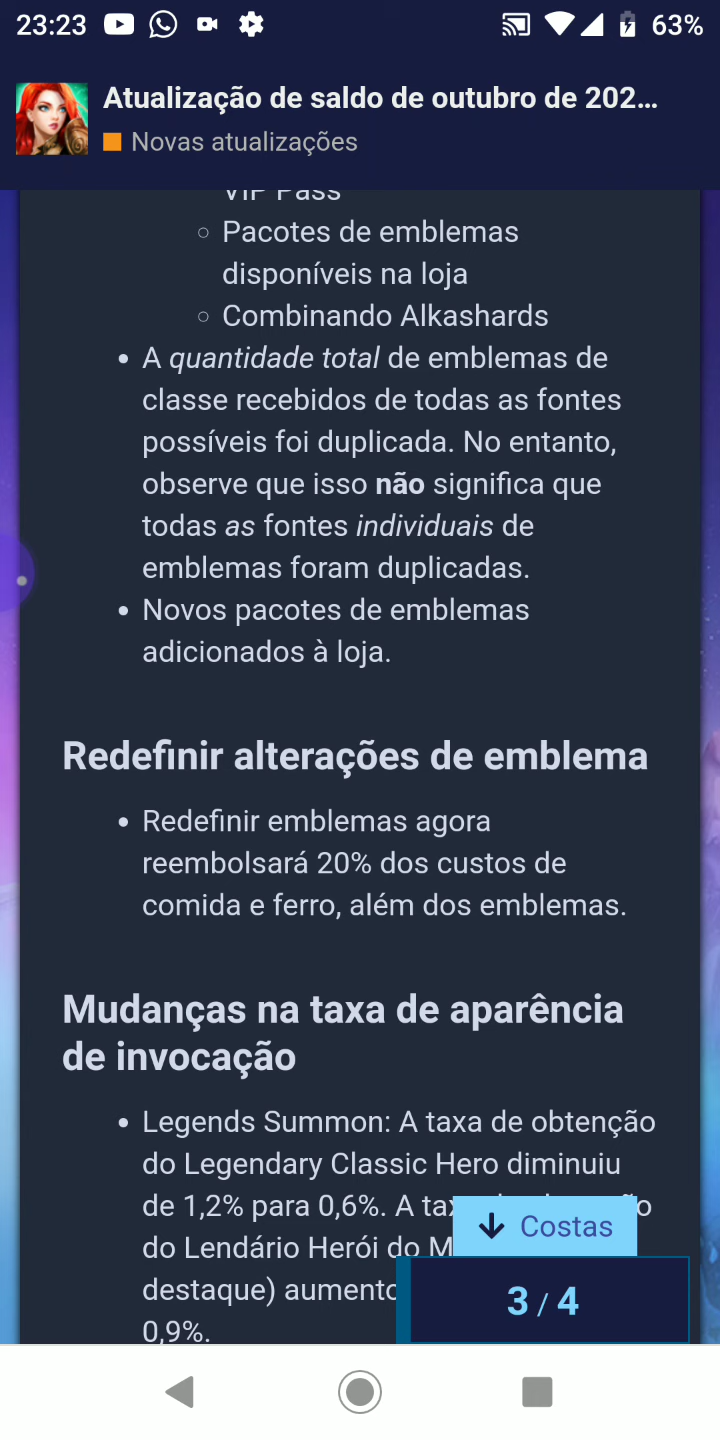 23:23
63%
Atualização de saldo de outubro de 202...
Novas atualizações
VIP Pass
Pacotes de emblemas
disponíveis na loja
Combinando Alkashards
A quantidade total de emblemas de
classe recebidos de todas as fontes
possíveis foi duplicada. No entanto,
observe que isso não significa que
todas as fontes individuais de
emblemas foram duplicadas.
Novos pacotes de emblemas
adicionados à loja.
Redefinir alterações de emblema
Redefinir emblemas agora
reembolsará 20% dos custos de
comida e ferro, além dos emblemas.
Mudanças na taxa de aparência
de invocação
Legends Summon: A taxa de obtenção
do Legendary Classic Hero diminuiu
de 1,2% para 0,6%. A
do Lendário Herói do
destaque)
0,9%.
Costas
3 / 4